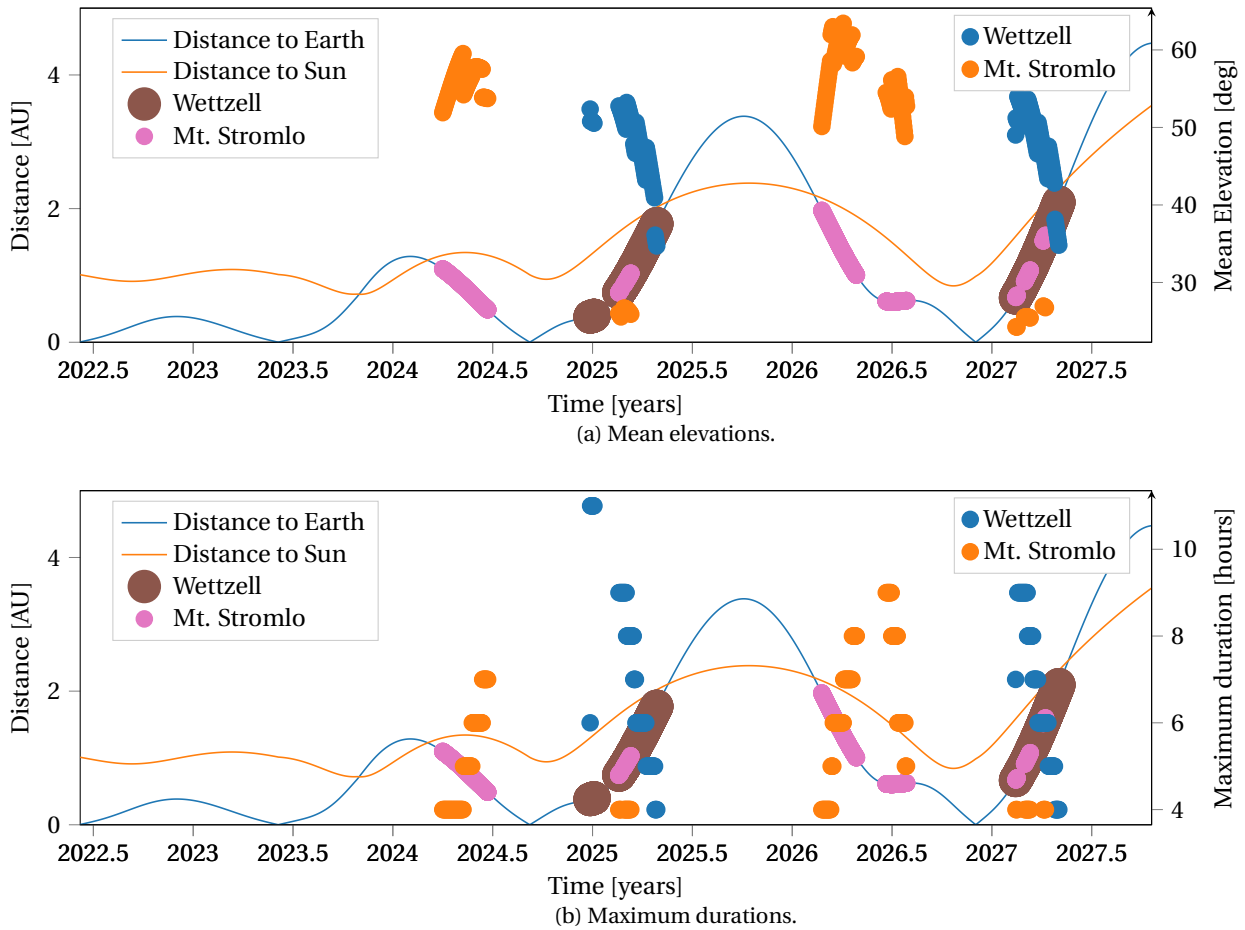 Distance to Earth
Distance to Sun
Wettzell
Mt. Stromlo
Wettzell
Mt. Stromlo
Distance [AU]
0
2
4
Mean Elevation [deg]
30
40
50
60
2022.5 2023 2023.5 2024 2024.5 2025 2025.5 2026 2026.5 2027 2027.5
Time [years]
(a) Mean elevations.
Distance to Earth
Distance to Sun
Wettzell
Mt. Stromlo
Wettzell
Mt. Stromlo
Distance [AU]
0
2
4
Maximum duration [hours]
4
6
8
10
2022.5 2023 2023.5 2024 2024.5 2025 2025.5 2026 2026.5 2027 2027.5
Time [years]
(b) Maximum durations.